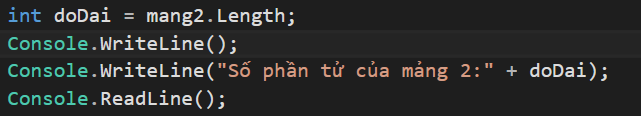 int doDai = mang2.Length;
Console.WriteLine();
Console.WriteLine("Số phần tử của mảng 2:" + doDai);
Console.ReadLine();